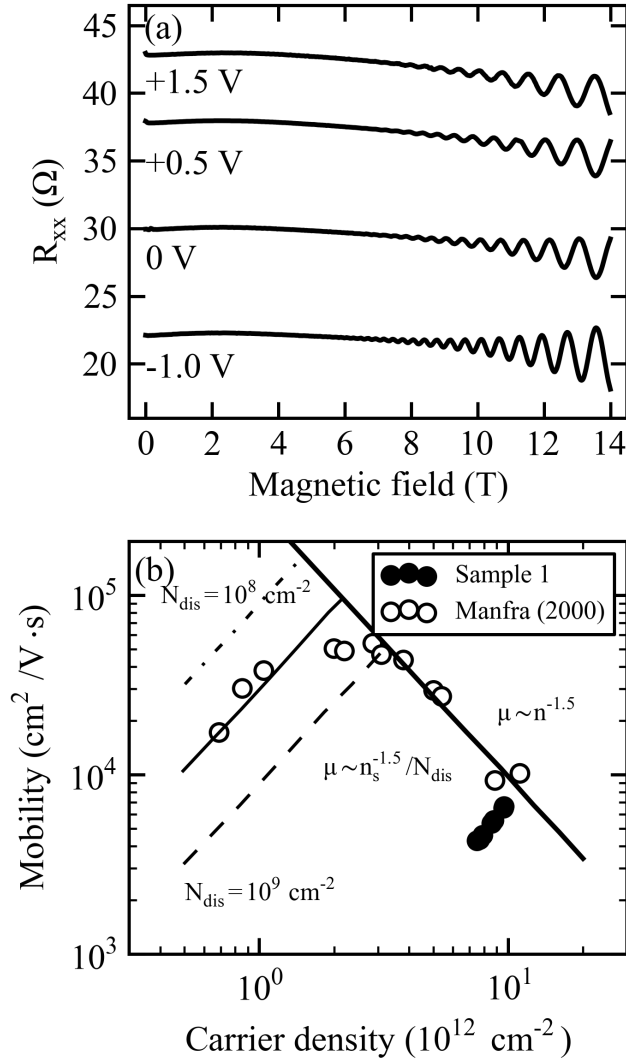 (a)
45
40
35
30
25
20
R_xx (Ω)
+1.5 V
+0.5 V
0 V
-1.0 V
0 2 4 6 8 10 12 14
Magnetic field (T)
(b)
10^5
10^4
10^3
Mobility (cm^2 /V·s)
N_dis=10^8 cm^-2
Sample 1
Manfra (2000)
μ~n^-1.5
μ~n_s^-1.5/N_dis
N_dis=10^9 cm^-2
10^0 10^1
Carrier density (10^12 cm^-2)